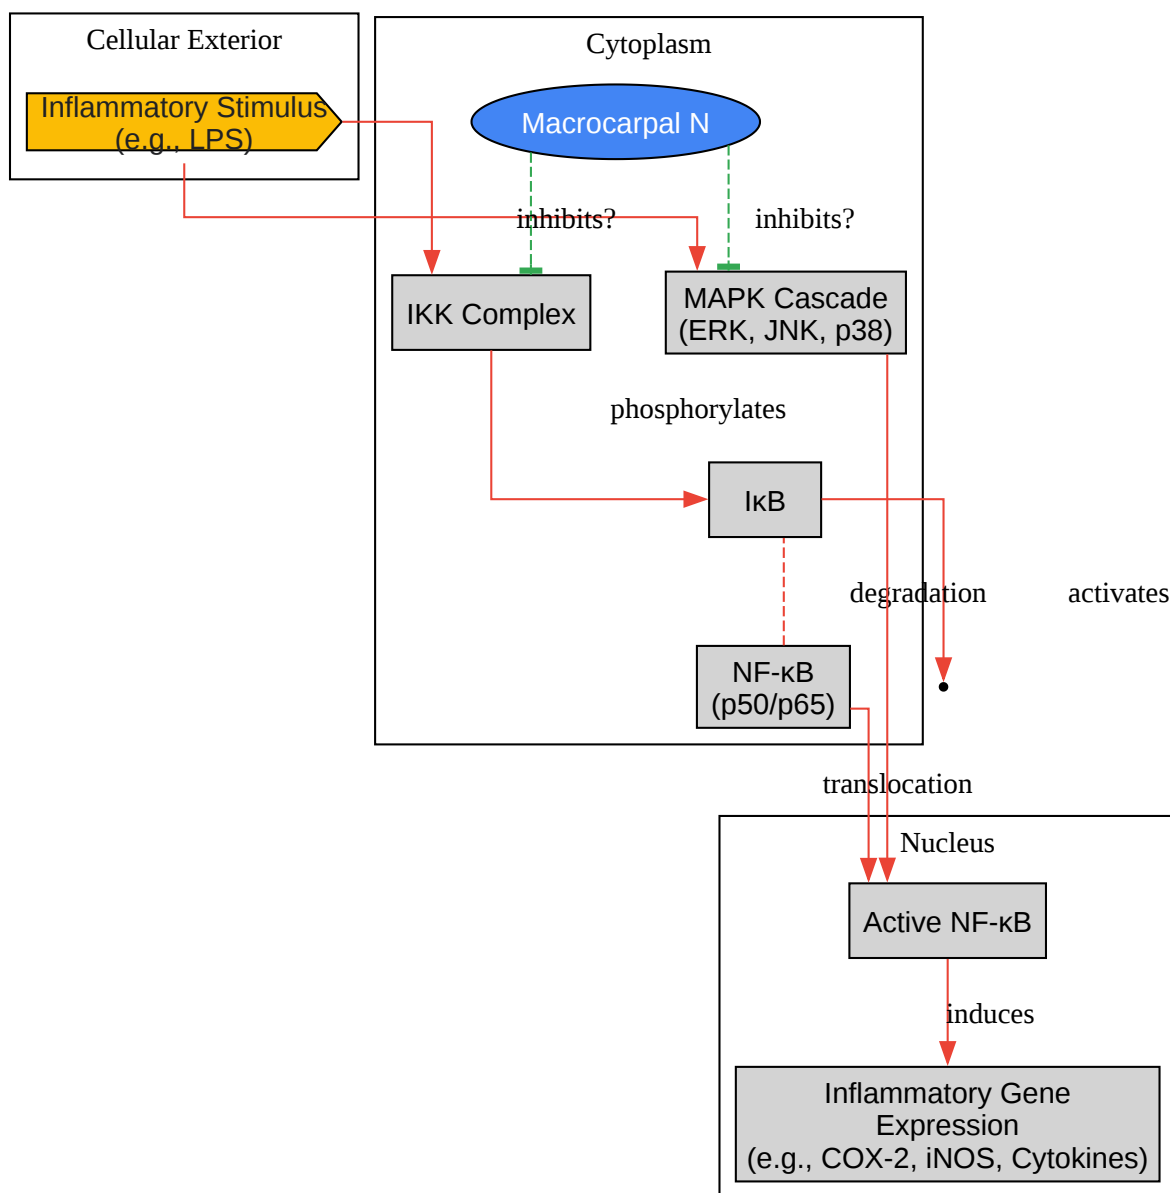 Cellular Exterior
Cytoplasm
Inflammatory Stimulus
(e.g., LPS)
Macrocarpal N
inhibits?
inhibits?
IKK Complex
MAPK Cascade
(ERK, JNK, p38)
phosphorylates
IκB
degradation
activates
NF-κB
(p50/p65)
translocation
Nucleus
Active NF-κB
induces
Inflammatory Gene
Expression
(e.g., COX-2, iNOS, Cytokines)